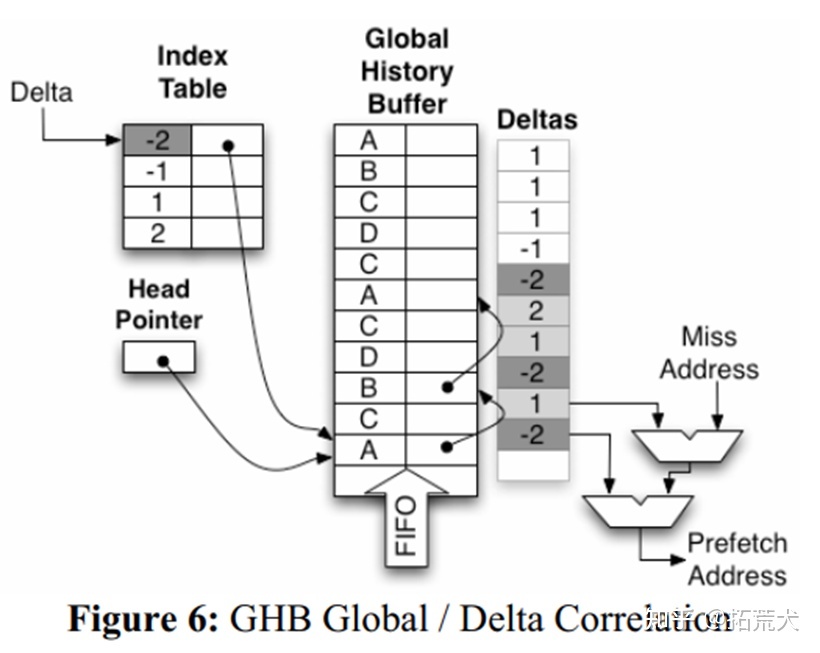 Index
Table
Global
History
Buffer
Deltas
Delta
-2
-1
1
2
Head
Pointer
A
B
C
D
C
A
C
D
B
C
A
FIFO
1
1
1
-1
-2
2
1
-2
1
-2
Miss
Address
Prefetch
Address
Figure 6: GHB Global / Delta Correlation
知乎 @拓荒犬